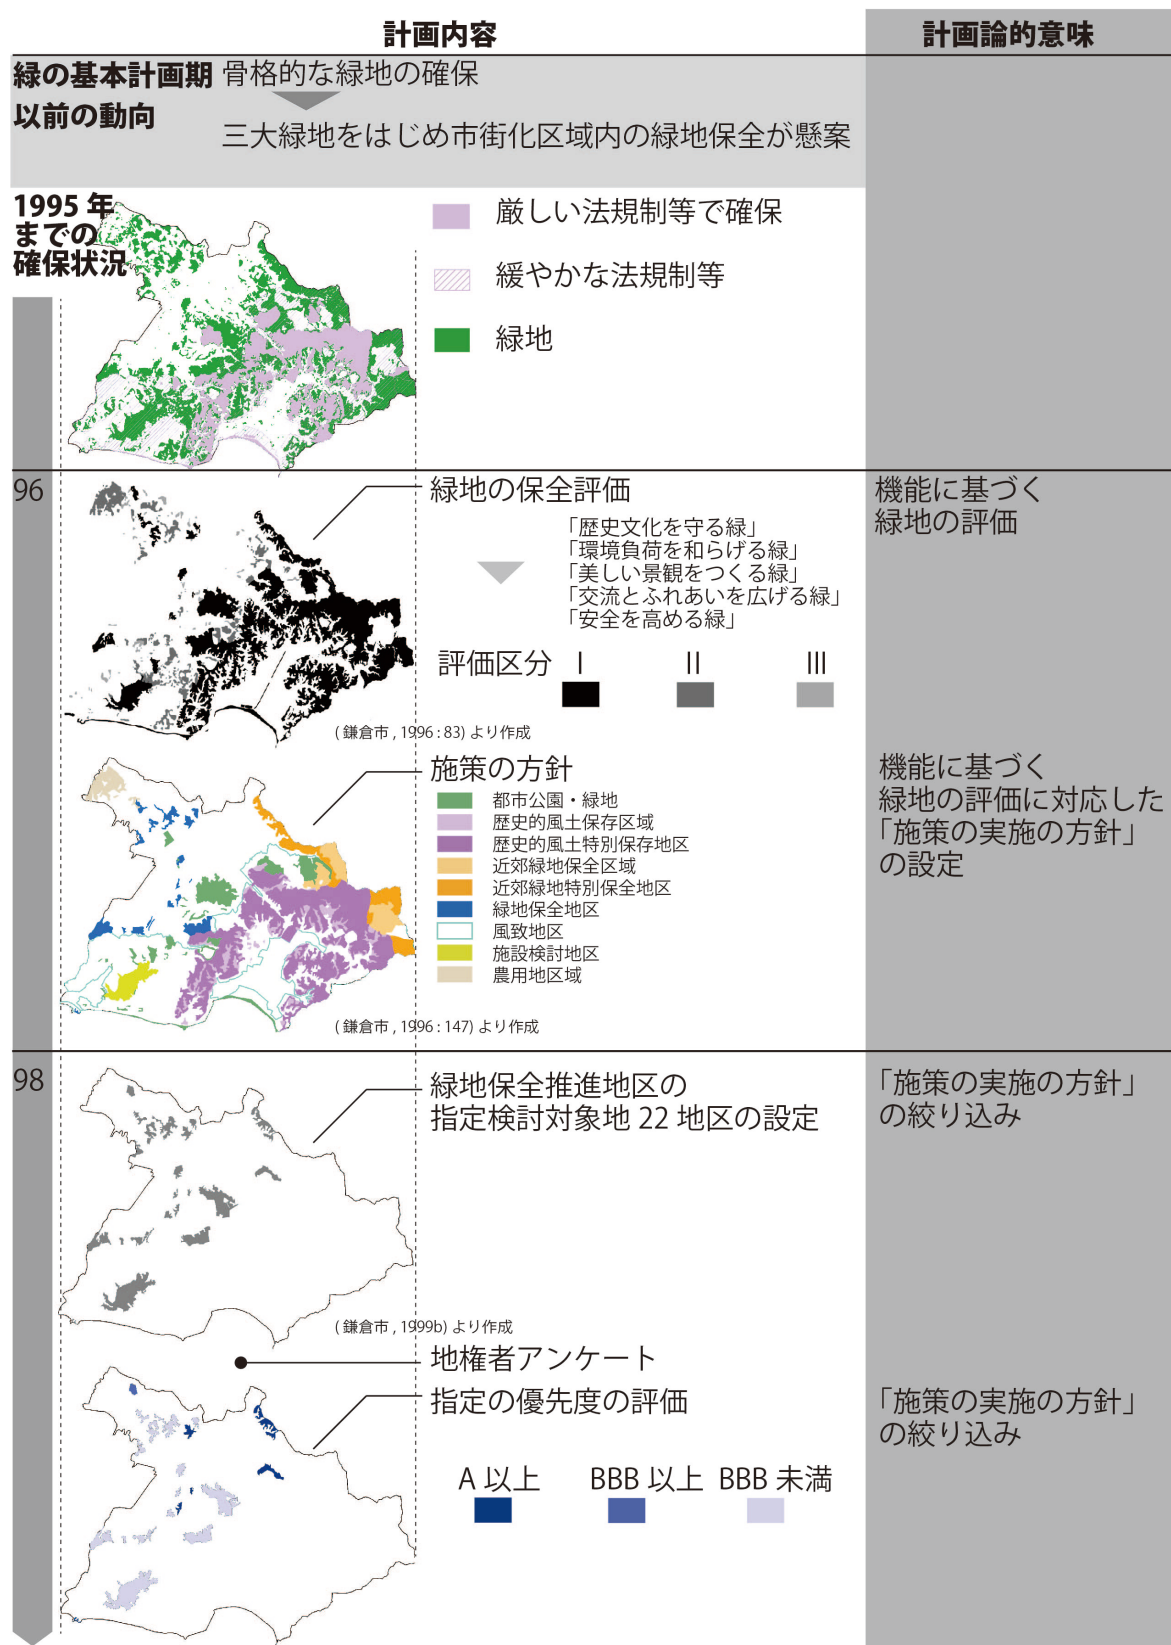 計画内容
計画論的意味
緑の基本計画期
以前の動向
骨格的な緑地の確保
三大緑地をはじめ市街化区域内の緑地保全が懸案
1995 年
までの
確保状況
厳しい法規制等で確保
緩やかな法規制等
緑地
96
緑地の保全評価
「歴史文化を守る緑」
「環境負荷を和らげる緑」
「美しい景観をつくる緑」
「交流とふれあいを広げる緑」
「安全を高める緑」
評価区分 I II III
( 鎌倉市 , 1996 : 83) より作成
機能に基づく
緑地の評価
施策の方針
都市公園・緑地
歴史的風土保存区域
歴史的風土特別保存地区
近郊緑地保全区域
近郊緑地特別保全地区
緑地保全地区
風致地区
施設検討地区
農用地区域
( 鎌倉市 , 1996 : 147) より作成
機能に基づく
緑地の評価に対応した
「施策の実施の方針」
の設定
98
緑地保全推進地区の
指定検討対象地 22 地区の設定
( 鎌倉市 , 1999b) より作成
「施策の実施の方針」
の絞り込み
地権者アンケート
指定の優先度の評価
A 以上 BBB 以上 BBB 未満
「施策の実施の方針」
の絞り込み